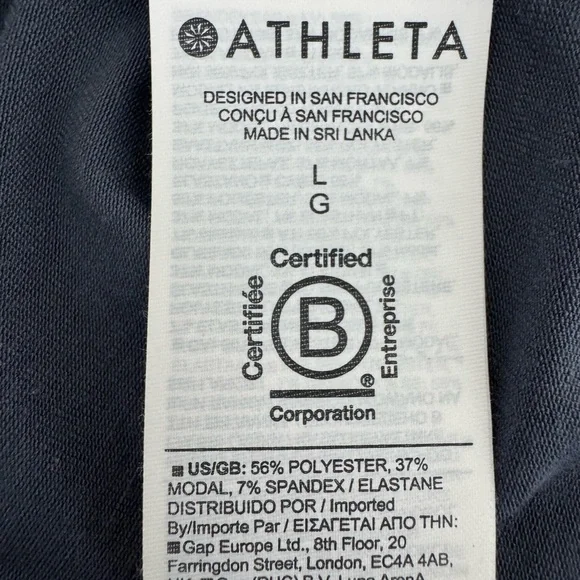 ATHLETA
DESIGNED IN SAN FRANCISCO
CONÇU À SAN FRANCISCO
MADE IN SRI LANKA
L
G
Certified
Certifiée
B
Entreprise
®
Corporation
US/GB: 56% POLYESTER, 37%
MODAL, 7% SPANDEX / ELASTANE
DISTRIBUIDO POR / Imported
By/Importe Par / ΕΙΣΑΓΕΤΑΙ ΑΠΟ ΤΗΝ:
Gap Europe Ltd., 8th Floor, 20
Farringdon Street, London, EC4A 4AB,